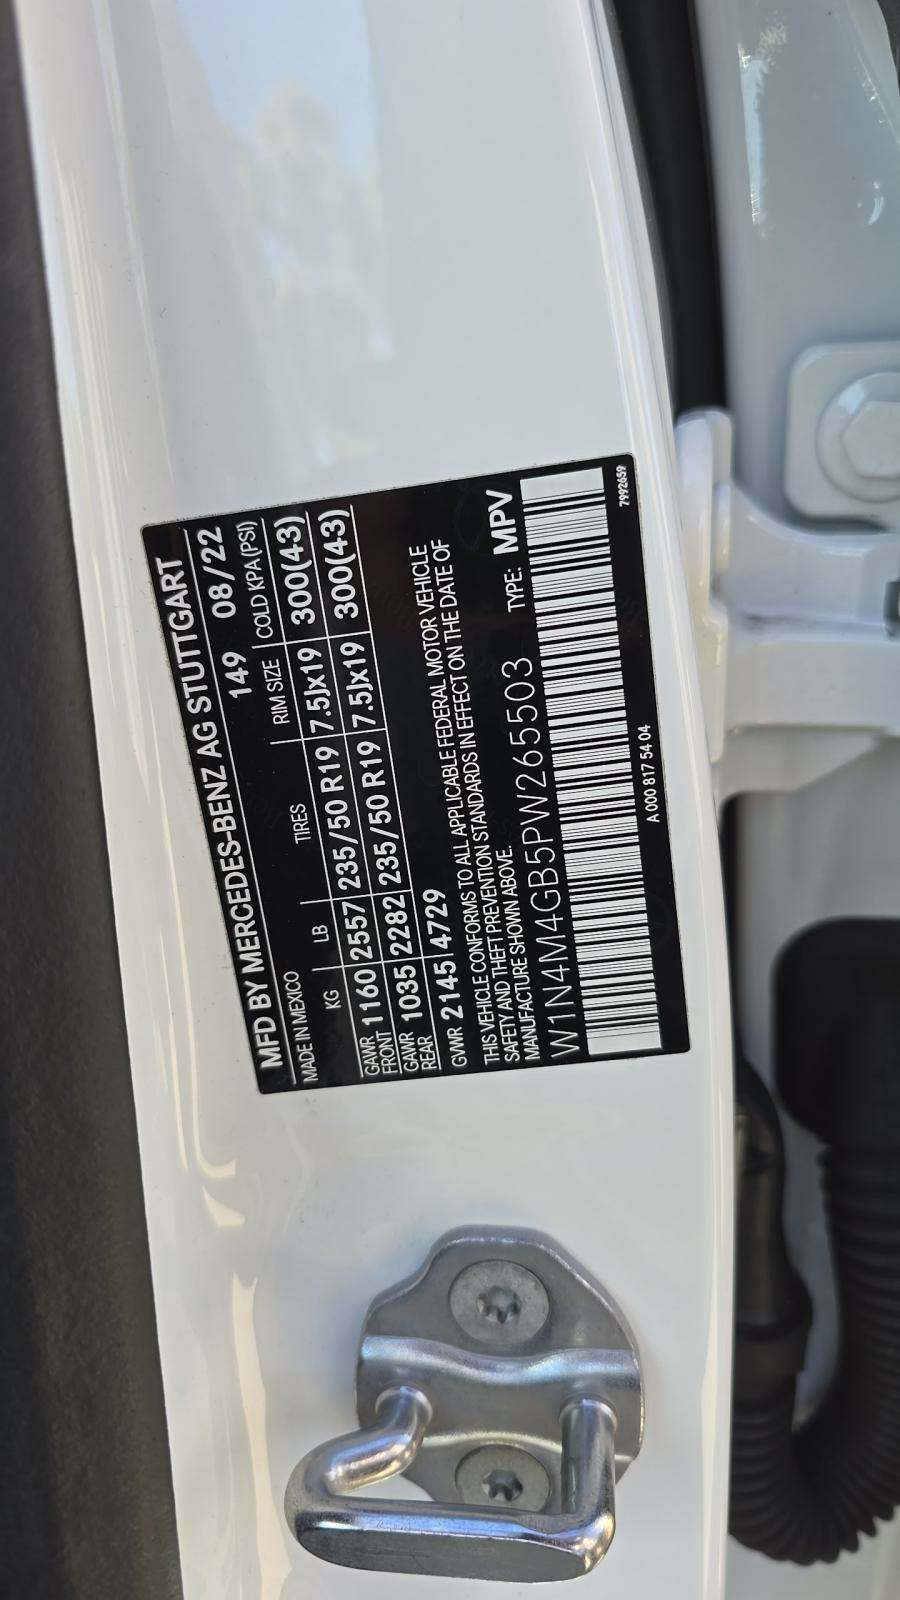 MFD BY MERCEDES-BENZ AG STUTTGART
MADE IN MEXICO 149 08/22
KG LB TIRES RIM SIZE COLD KPA(PSI)
GAWR FRONT 1160 2557 235/50 R19 7.5Jx19 300(43)
GAWR REAR 1035 2282 235/50 R19 7.5Jx19 300(43)
GVWR 2145 4729
THIS VEHICLE CONFORMS TO ALL APPLICABLE FEDERAL MOTOR VEHICLE
SAFETY AND THEFT PREVENTION STANDARDS IN EFFECT ON THE DATE OF
MANUFACTURE SHOWN ABOVE.
W1N4M4GB5PW265503 TYPE: MPV
A 000 817 54 04 7992659